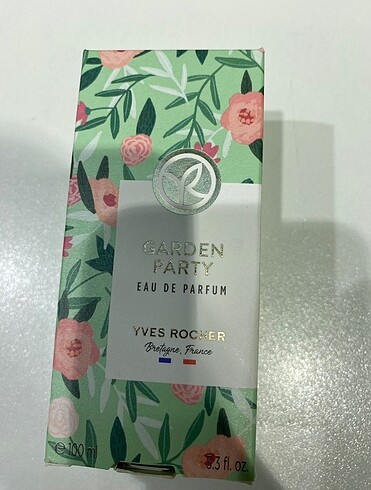 GARDEN
PARTY
EAU DE PARFUM
YVES ROCHER
Bretagne, France
℮ 100 ml
3.3 fl. oz.